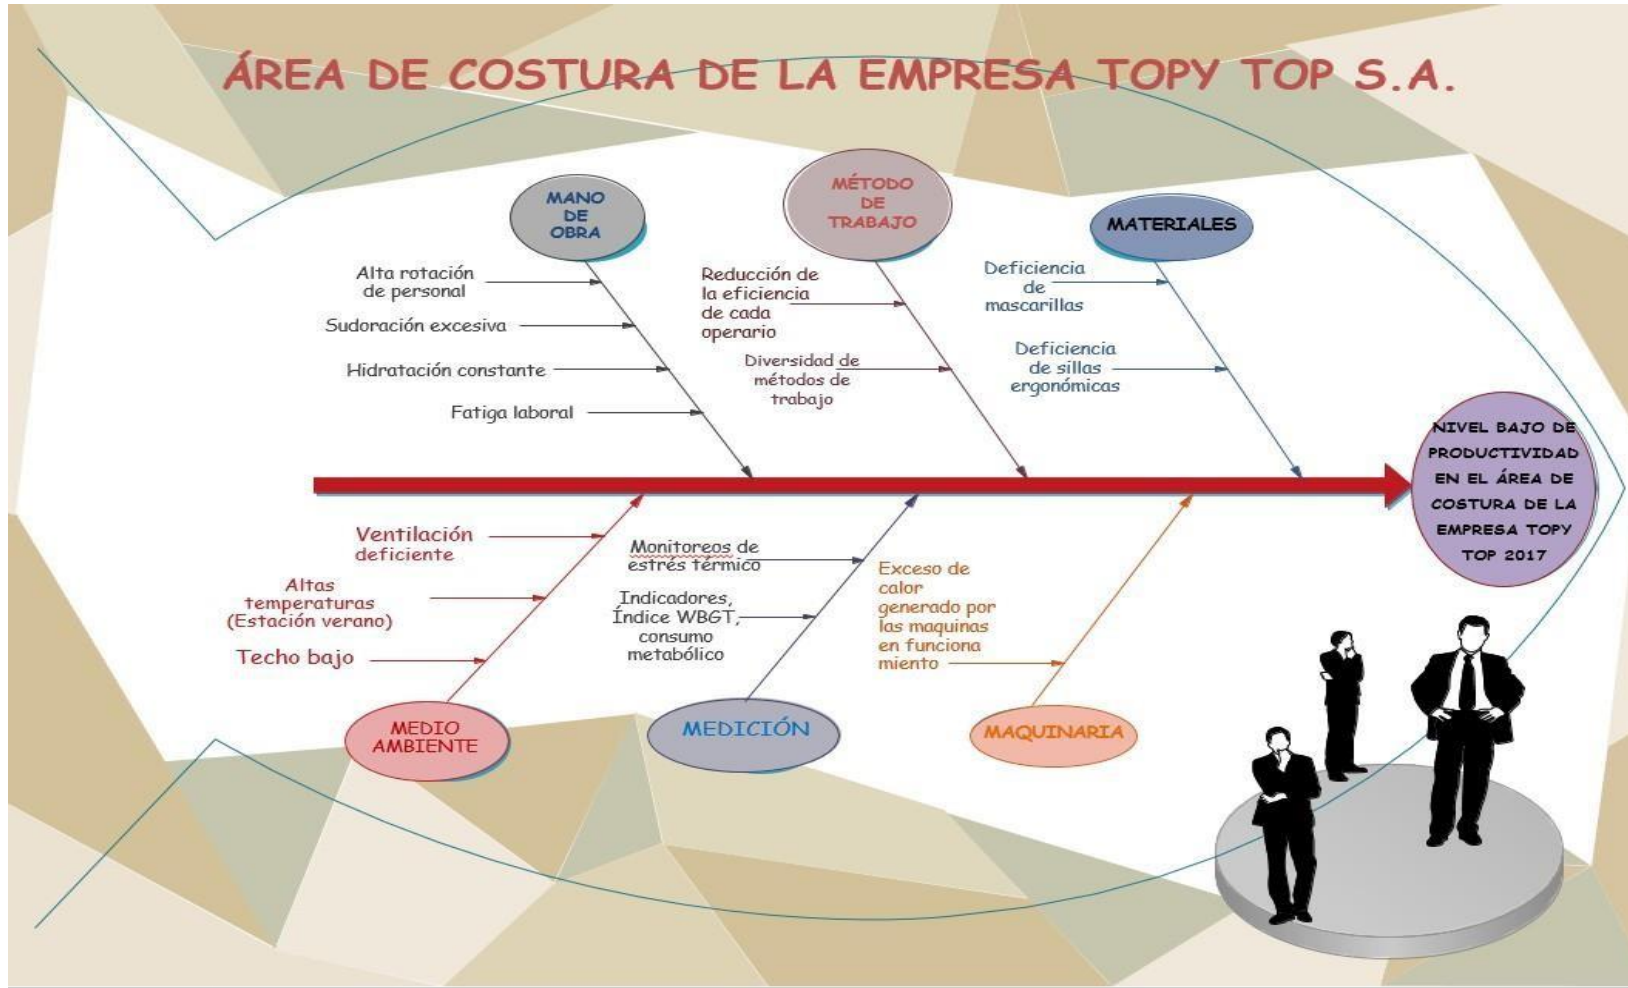 ÁREA DE COSTURA DE LA EMPRESA TOPY TOP S.A.
MANO
DE
OBRA
Alta rotación
de personal
Sudoración excesiva
Hidratación constante
Fatiga laboral
MÉTODO
DE
TRABAJO
Reducción de
la eficiencia
de cada
operario
Diversidad de
métodos de
trabajo
MATERIALES
Deficiencia
de
mascarillas
Deficiencia
de sillas
ergonómicas
NIVEL BAJO DE
PRODUCTIVIDAD
EN EL ÁREA DE
COSTURA DE LA
EMPRESA TOPY
TOP 2017
Ventilación
deficiente
Altas
temperaturas
(Estación verano)
Techo bajo
MEDIO
AMBIENTE
Monitoreos de
estrés térmico
Indicadores,
Índice WBGT,
consumo
metabólico
MEDICIÓN
Exceso de
calor
generado por
las maquinas
en funciona
miento
MAQUINARIA